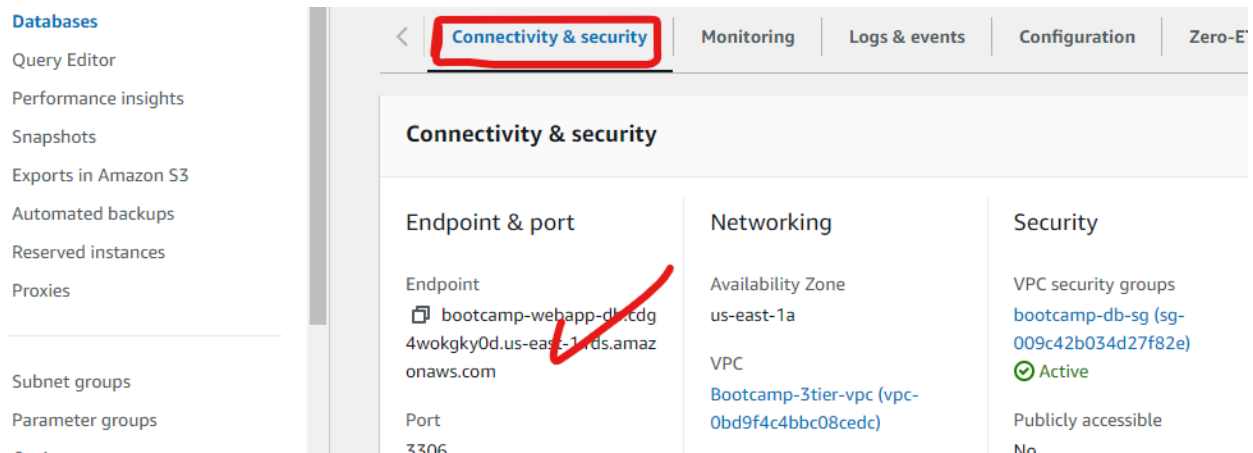 Databases
Query Editor
Performance insights
Snapshots
Exports in Amazon S3
Automated backups
Reserved instances
Proxies
Subnet groups
Parameter groups
Connectivity & security
Monitoring
Logs & events
Configuration
Zero-ET
Connectivity & security
Endpoint & port
Endpoint
bootcamp-webapp-db.cdg
4wokgky0d.us-east-1.rds.amaz
onaws.com
Port
3306
Networking
Availability Zone
us-east-1a
VPC
Bootcamp-3tier-vpc (vpc-
0bd9f4c4bbc08cedc)
Security
VPC security groups
bootcamp-db-sg (sg-
009c42b034d27f82e)
Active
Publicly accessible
No